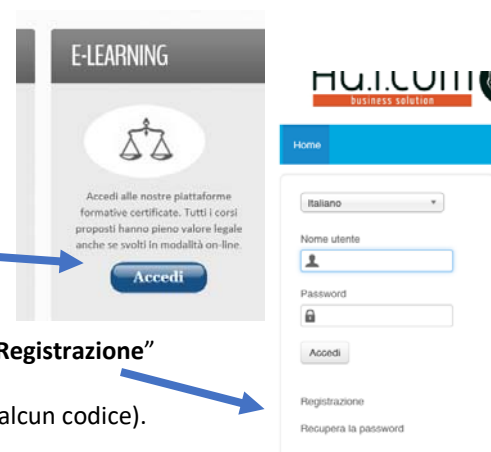 E-LEARNING
Accedi alle nostre piattaforme
formative certificate. Tutti i corsi
proposti hanno pieno valore legale
anche se svolti in modalità on-line.
Accedi
business solution
Home
Italiano
Nome utente
Password
Accedi
Registrazione
Recupera la password
Registrazione”
alcun codice).